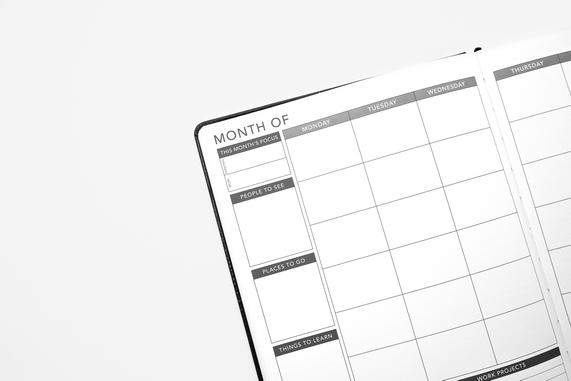 MONTH OF
THIS MONTH'S FOCUS
MONDAY
TUESDAY
WEDNESDAY
THURSDAY
PEOPLE TO SEE
PLACES TO GO
THINGS TO LEARN
WORK PROJECTS